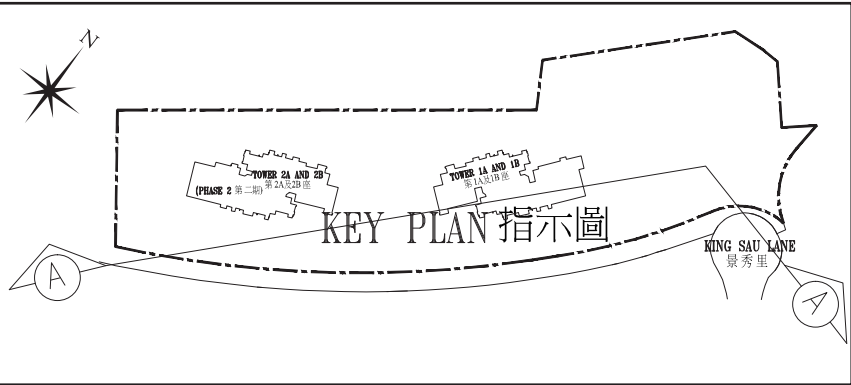 N
TOWER 2A AND 2B
第2A及2B座
(PHASE 2 第二期)
TOWER 1A AND 1B
第1A及1B座
KEY PLAN 指示圖
KING SAU LANE
景秀里
A
A